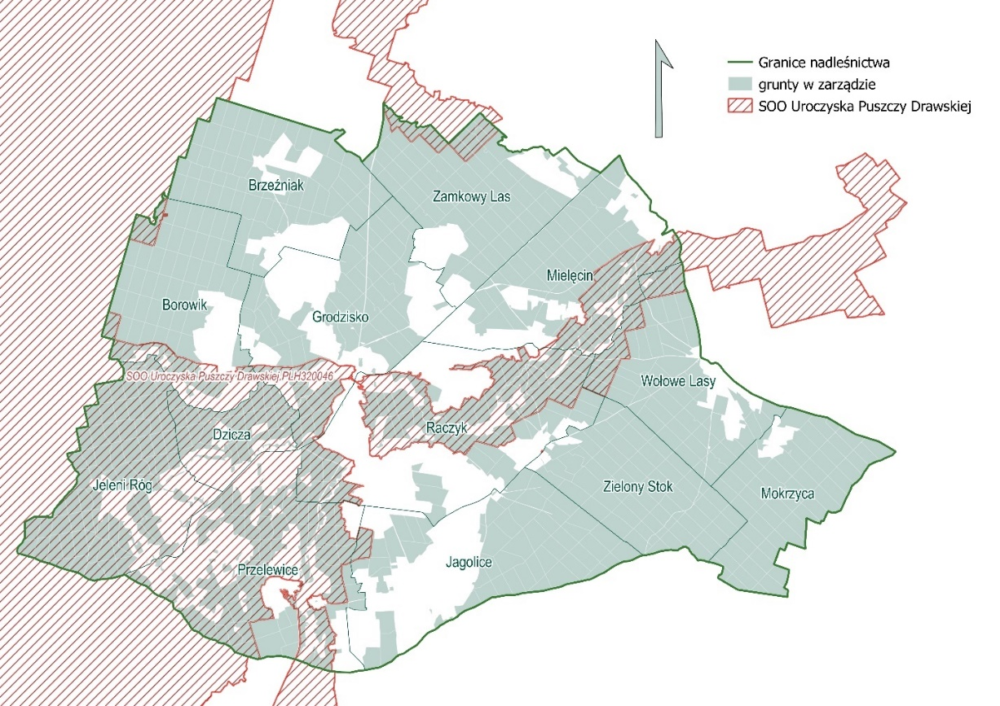 Granice nadleśnictwa
grunty w zarządzie
SOO Uroczyska Puszczy Drawskiej
Brzeźniak
Zamkowy Las
Mielęcin
Borowik
Grodzisko
SOO Uroczyska Puszczy Drawskiej PLH320046
Wołowe Lasy
Raczyk
Dzicza
Jeleni Róg
Zielony Stok
Mokrzyca
Jagolice
Przelewice